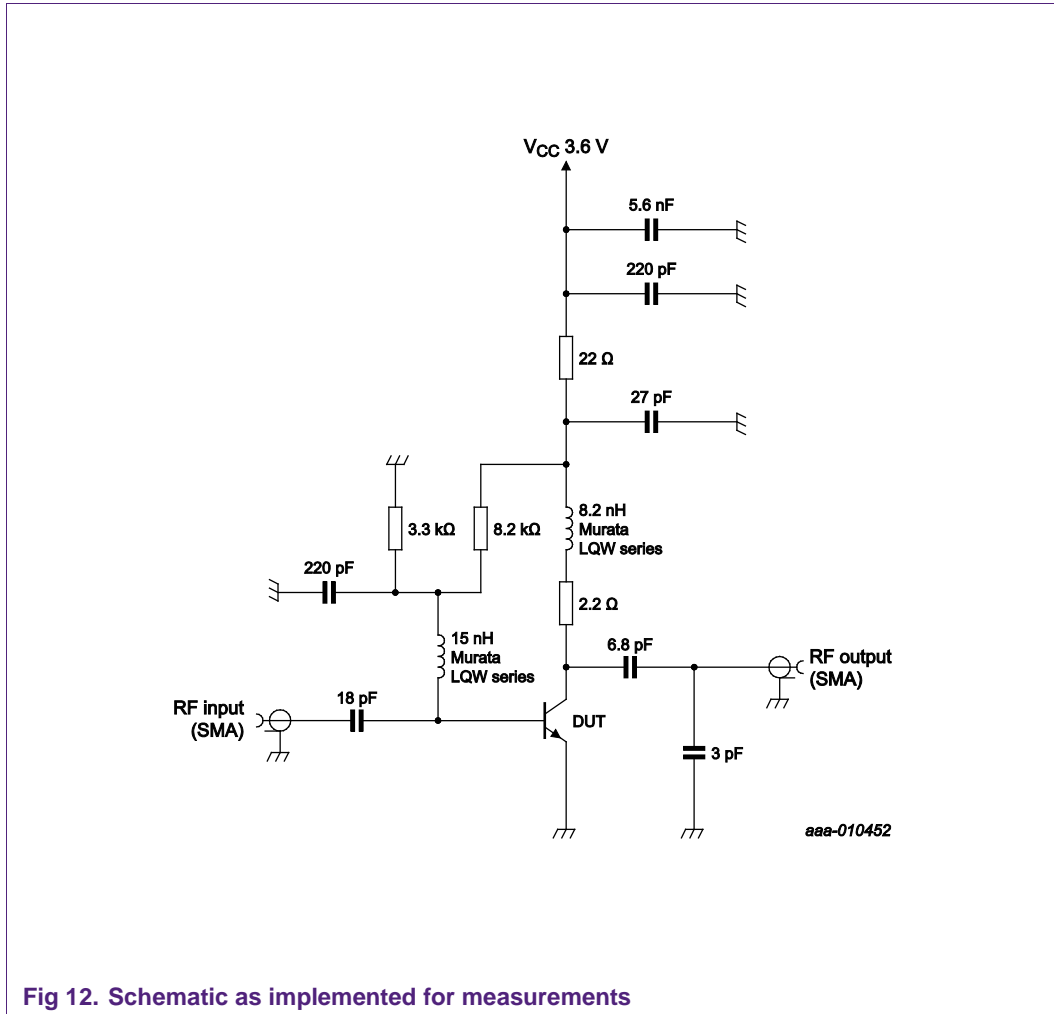 VCC 3.6 V
5.6 nF
220 pF
22 Ω
27 pF
3.3 kΩ
8.2 kΩ
8.2 nH
Murata
LQW series
220 pF
2.2 Ω
15 nH
Murata
LQW series
6.8 pF
RF output
(SMA)
RF input
(SMA)
18 pF
DUT
3 pF
aaa-010452
Fig 12. Schematic as implemented for measurements